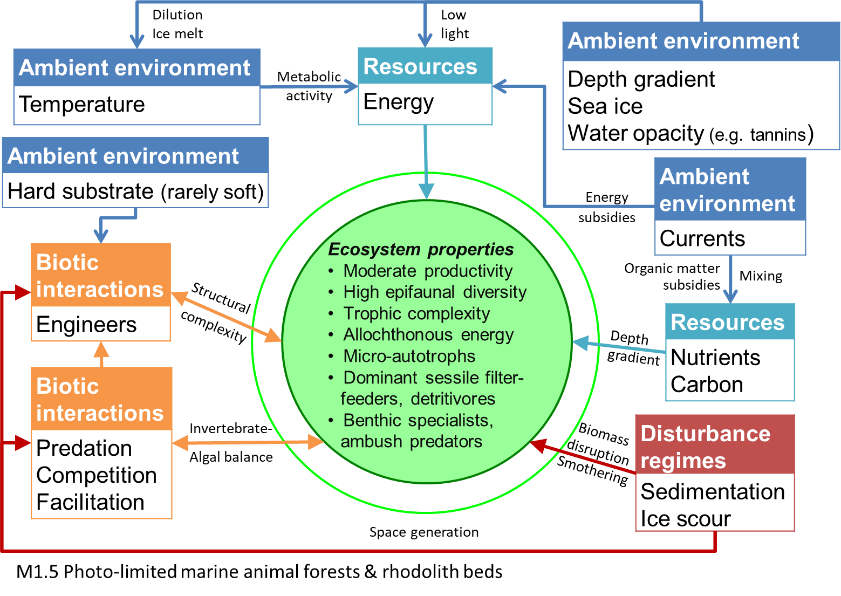 Dilution
Ice melt
Low
light
Ambient environment
Temperature
Metabolic
activity
Resources
Energy
Ambient environment
Depth gradient
Sea ice
Water opacity (e.g. tannins)
Ambient environment
Hard substrate (rarely soft)
Ambient
environment
Currents
Energy
subsidies
Organic matter
subsidies
Mixing
Biotic
interactions
Engineers
Structural
complexity
Ecosystem properties
• Moderate productivity
• High epifaunal diversity
• Trophic complexity
• Allochthonous energy
• Micro-autotrophs
• Dominant sessile filter-
feeders, detritivores
• Benthic specialists,
ambush predators
Depth
gradient
Resources
Nutrients
Carbon
Biotic
interactions
Predation
Competition
Facilitation
Invertebrate-
Algal balance
Biomass
disruption
Smothering
Disturbance
regimes
Sedimentation
Ice scour
Space generation
M1.5 Photo-limited marine animal forests & rhodolith beds